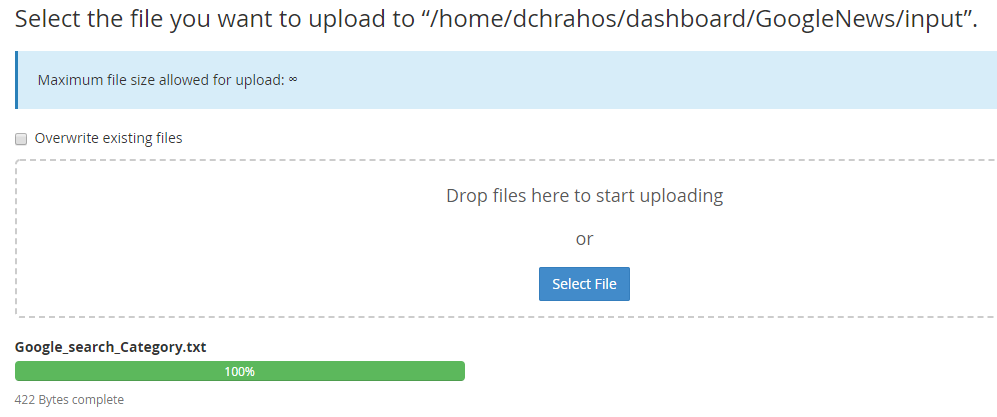 Select the file you want to upload to “/home/dchrahos/dashboard/GoogleNews/input”.
Maximum file size allowed for upload: ∞
Overwrite existing files
Drop files here to start uploading
or
Select File
Google_search_Category.txt
100%
422 Bytes complete